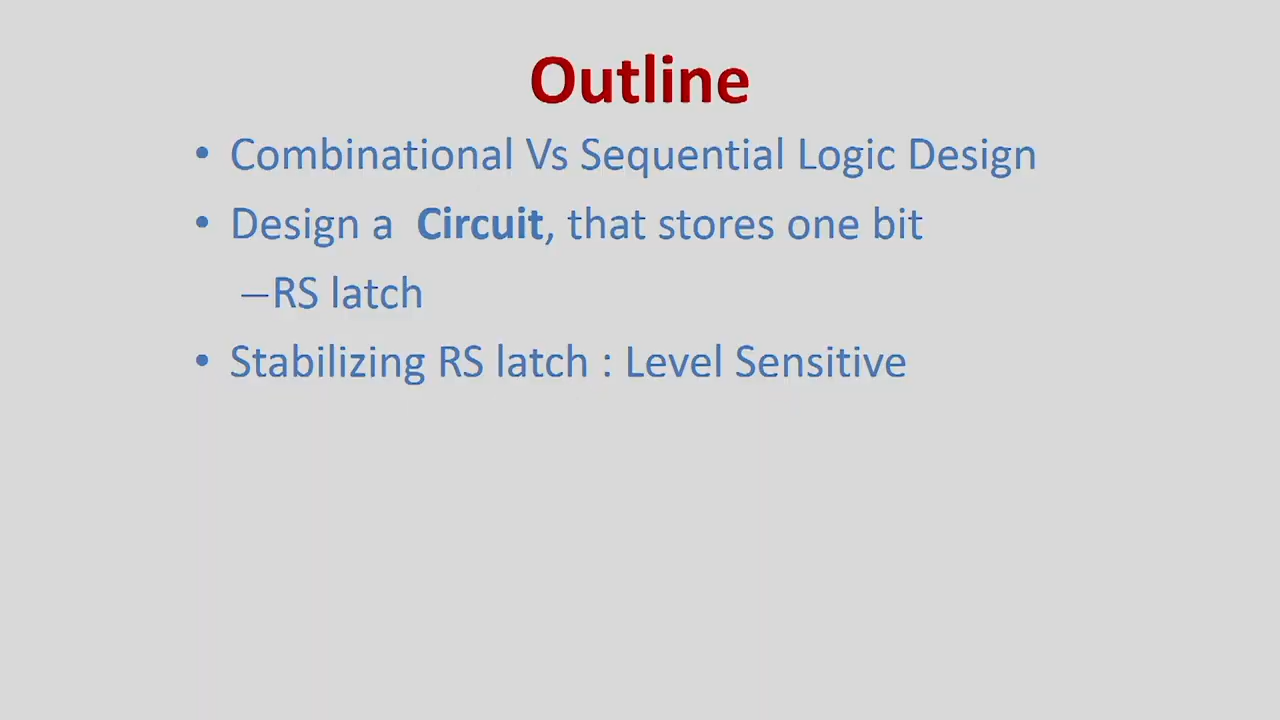 Outline
• Combinational Vs Sequential Logic Design
• Design a Circuit, that stores one bit
–RS latch
• Stabilizing RS latch : Level Sensitive